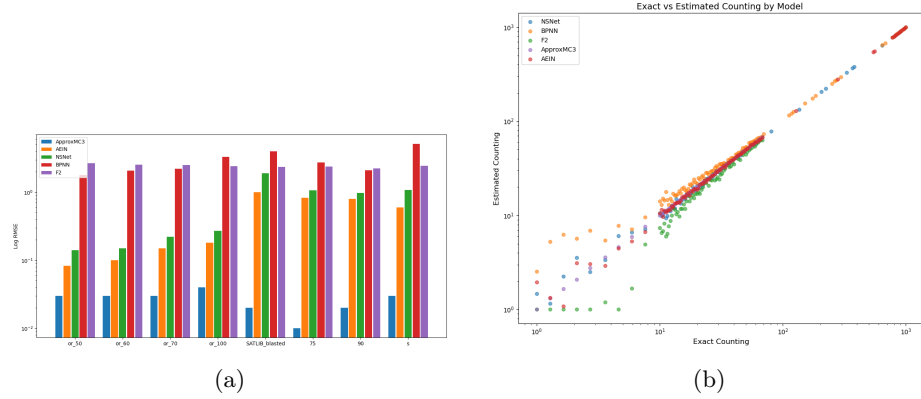 ApproxMC3
AEIN
NSNet
BPNN
F2
Log RMSE
10⁰
10⁻¹
10⁻²
or_50 or_60 or_70 or_100 SATLIB_blasted 75 90 s
(a)
Exact vs Estimated Counting by Model
NSNet
BPNN
F2
ApproxMC3
AEIN
Estimated Counting
10³
10²
10¹
10⁰
10⁰ 10¹ 10² 10³
Exact Counting
(b)